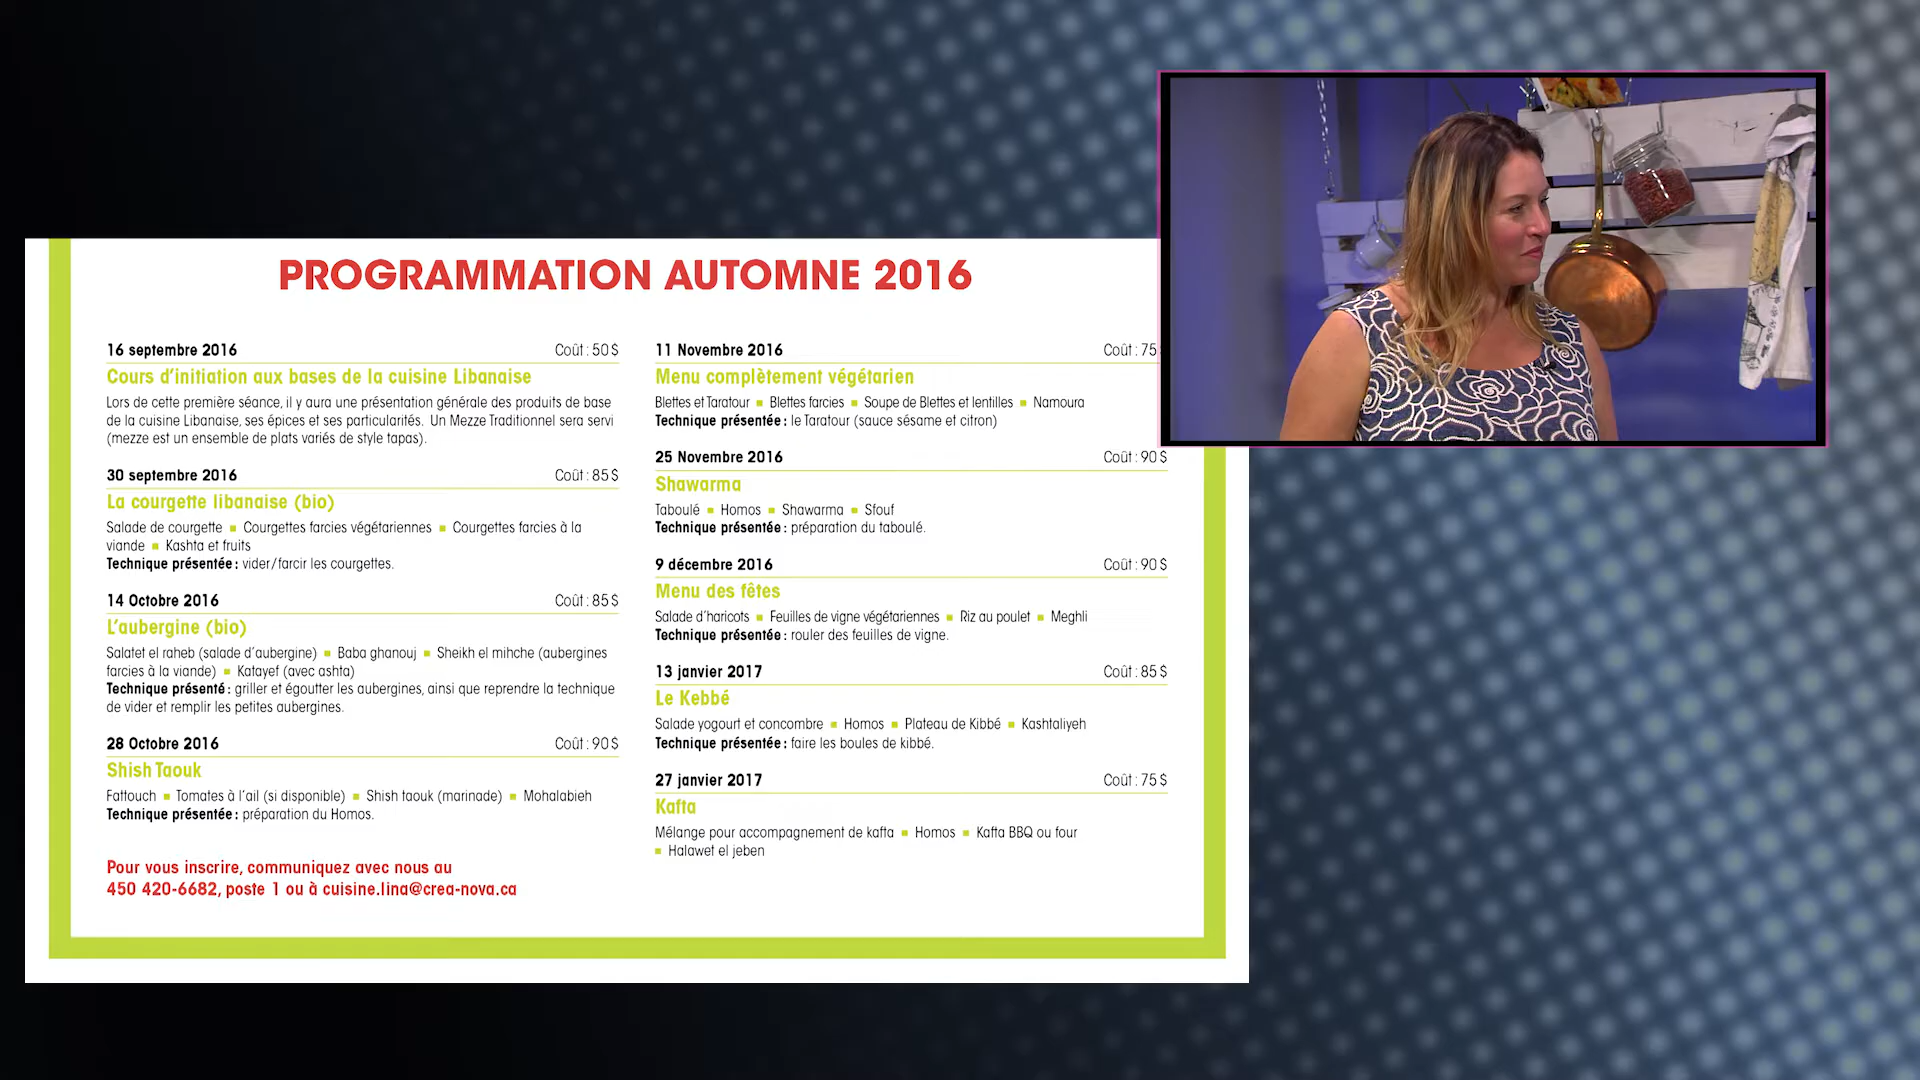 PROGRAMMATION AUTOMNE 2016
16 septembre 2016 Coût : 50 $
Cours d'initiation aux bases de la cuisine Libanaise
Lors de cette première séance, il y aura une présentation générale des produits de base
de la cuisine Libanaise, ses épices et ses particularités. Un Mezze Traditionnel sera servi
(mezze est un ensemble de plats variés de style tapas).
30 septembre 2016 Coût : 85 $
La courgette libanaise (bio)
Salade de courgette ▪ Courgettes farcies végétariennes ▪ Courgettes farcies à la
viande ▪ Kashta et fruits
Technique présentée : vider/farcir les courgettes.
14 Octobre 2016 Coût : 85 $
L'aubergine (bio)
Salatet el raheb (salade d'aubergine) ▪ Baba ghanouj ▪ Sheikh el mihche (aubergines
farcies à la viande) ▪ Katayef (avec ashta)
Technique présenté : griller et égoutter les aubergines, ainsi que reprendre la technique
de vider et remplir les petites aubergines.
28 Octobre 2016 Coût : 90 $
Shish Taouk
Fattouch ▪ Tomates à l'ail (si disponible) ▪ Shish taouk (marinade) ▪ Mohalabieh
Technique présentée : préparation du Homos.
Pour vous inscrire, communiquez avec nous au
450 420-6682, poste 1 ou à cuisine.lina@crea-nova.ca
11 Novembre 2016 Coût : 75
Menu complètement végétarien
Blettes et Taratour ▪ Blettes farcies ▪ Soupe de Blettes et lentilles ▪ Namoura
Technique présentée : le Taratour (sauce sésame et citron)
25 Novembre 2016 Coût : 90 $
Shawarma
Taboulé ▪ Homos ▪ Shawarma ▪ Sfouf
Technique présentée : préparation du taboulé.
9 décembre 2016 Coût : 90 $
Menu des fêtes
Salade d'haricots ▪ Feuilles de vigne végétariennes ▪ Riz au poulet ▪ Meghli
Technique présentée : rouler des feuilles de vigne.
13 janvier 2017 Coût : 85 $
Le Kebbé
Salade yogourt et concombre ▪ Homos ▪ Plateau de Kibbé ▪ Kashtaliyeh
Technique présentée : faire les boules de kibbé.
27 janvier 2017 Coût : 75 $
Kafta
Mélange pour accompagnement de kafta ▪ Homos ▪ Kafta BBQ ou four
▪ Halawet el jeben